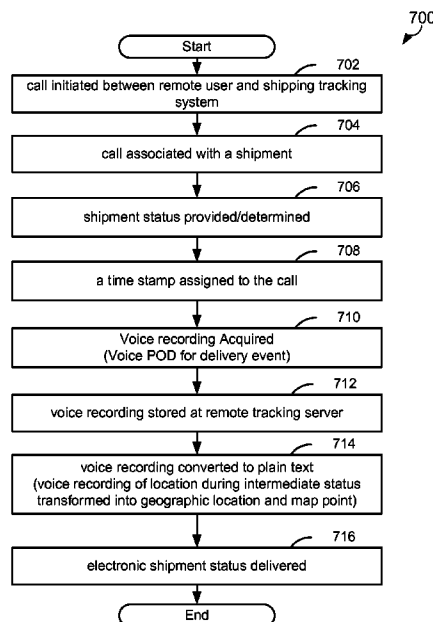 700
Start
702
call initiated between remote user and shipping tracking
system
704
call associated with a shipment
706
shipment status provided/determined
708
a time stamp assigned to the call
710
Voice recording Acquired
(Voice POD for delivery event)
712
voice recording stored at remote tracking server
714
voice recording converted to plain text
(voice recording of location during intermediate status
transformed into geographic location and map point)
716
electronic shipment status delivered
End